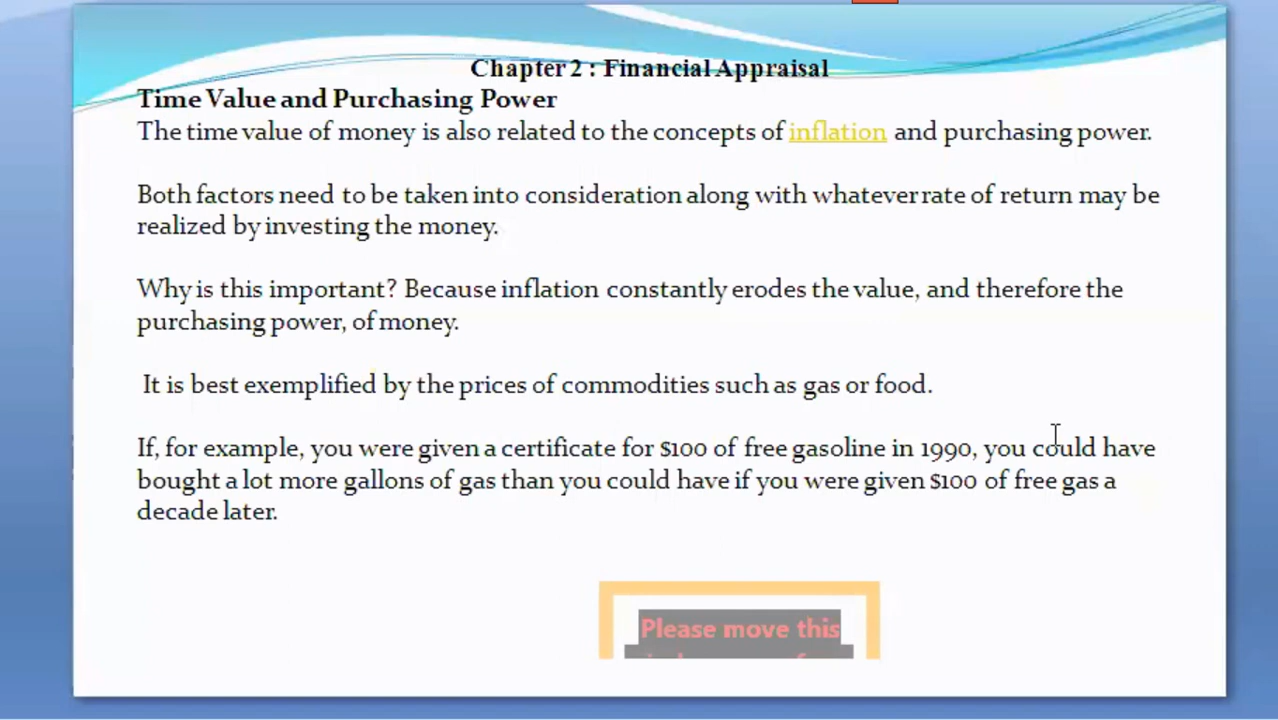 Chapter 2 : Financial Appraisal
Time Value and Purchasing Power
The time value of money is also related to the concepts of inflation and purchasing power.
Both factors need to be taken into consideration along with whatever rate of return may be
realized by investing the money.
Why is this important? Because inflation constantly erodes the value, and therefore the
purchasing power, of money.
It is best exemplified by the prices of commodities such as gas or food.
If, for example, you were given a certificate for $100 of free gasoline in 1990, you could have
bought a lot more gallons of gas than you could have if you were given $100 of free gas a
decade later.
Please move this